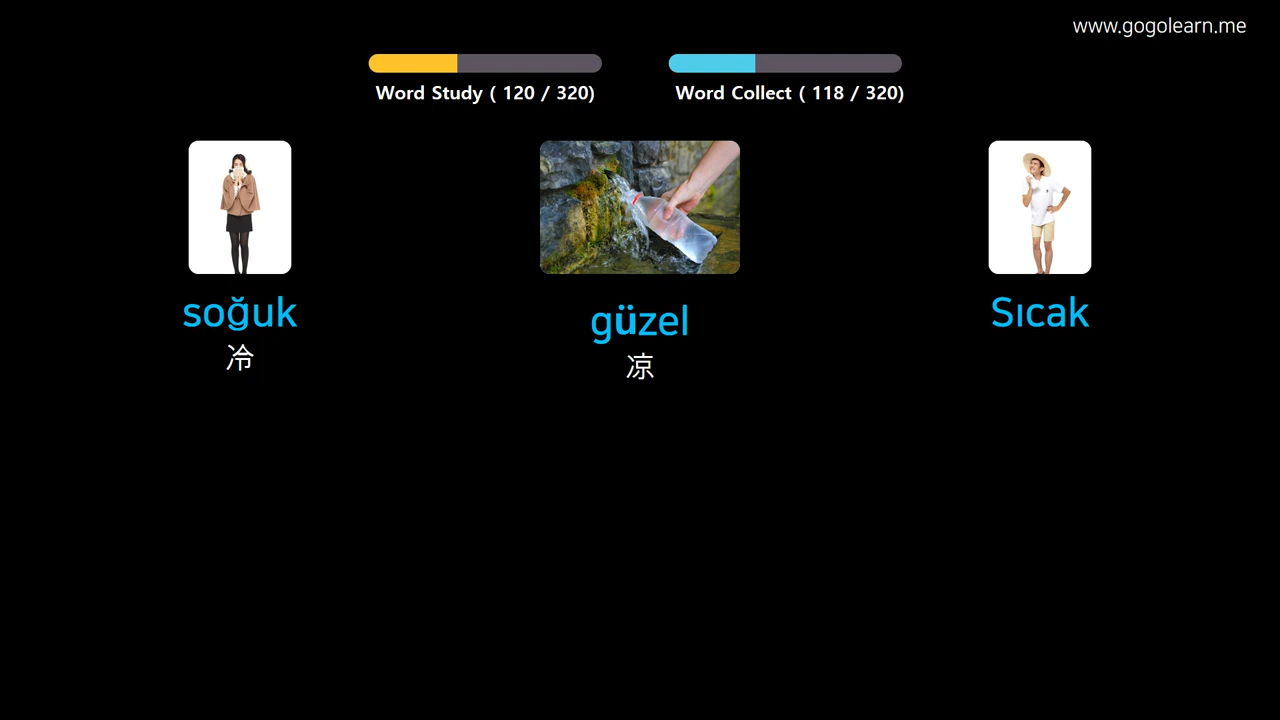 www.gogolearn.me
Word Study ( 120 / 320)
Word Collect ( 118 / 320)
soğuk
güzel
Sıcak
冷
凉